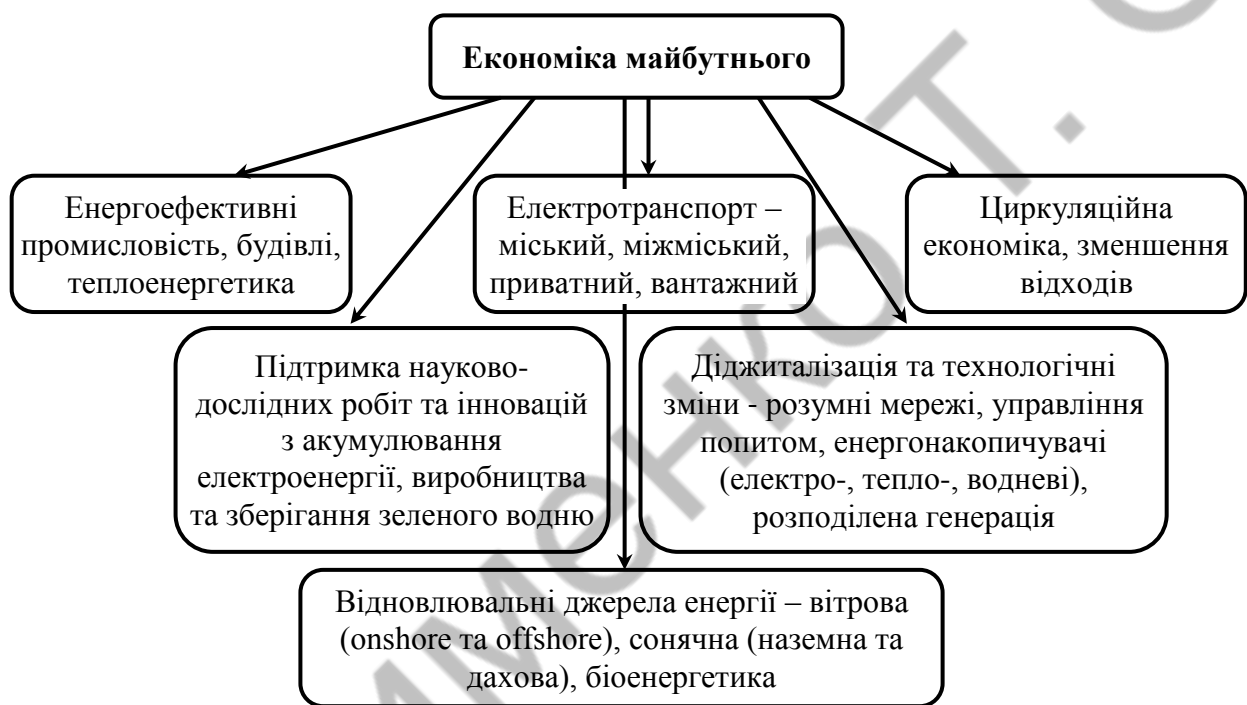 Економіка майбутнього
Енергоефективні
промисловість, будівлі,
теплоенергетика
Електротранспорт –
міський, міжміський,
приватний, вантажний
Циркуляційна
економіка, зменшення
відходів
Підтримка науково-
дослідних робіт та інновацій
з акумулювання
електроенергії, виробництва
та зберігання зеленого водню
Діджиталізація та технологічні
зміни - розумні мережі, управління
попитом, енергонакопичувачі
(електро-, тепло-, водневі),
розподілена генерація
Відновлювальні джерела енергії – вітрова
(onshore та offshore), сонячна (наземна та
дахова), біоенергетика